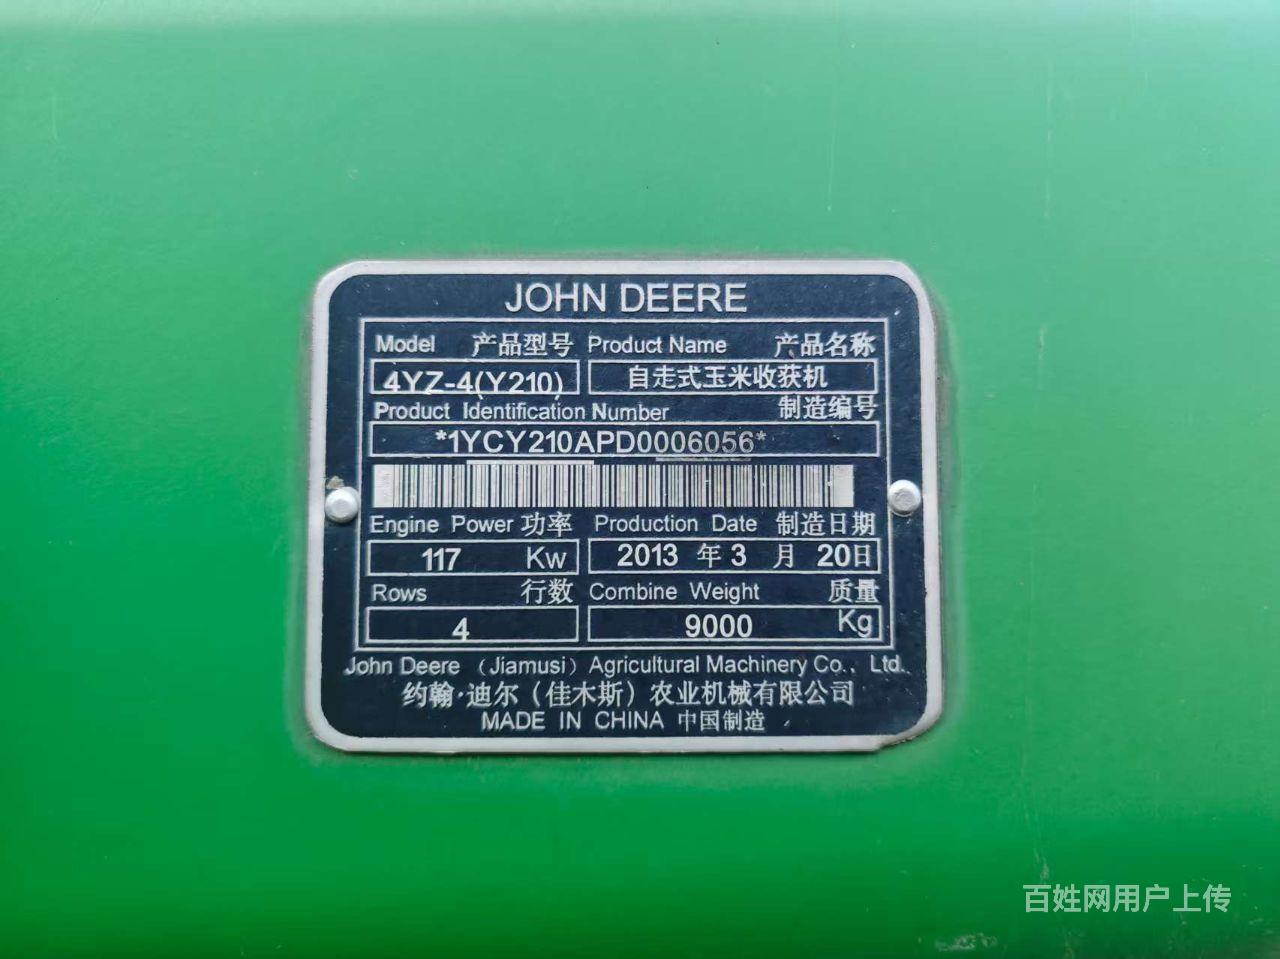 JOHN DEERE
Model 产品型号 Product Name 产品名称
4YZ-4(Y210) 自走式玉米收获机
Product Identification Number 制造编号
*1YCY210APD0006056*
Engine Power 功率 Production Date 制造日期
117 Kw 2013 年 3 月 20日
Rows 行数 Combine Weight 质量
4 9000 Kg
John Deere （Jiamusi）Agricultural Machinery Co., Ltd.
约翰·迪尔（佳木斯）农业机械有限公司
MADE IN CHINA 中国制造
百姓网用户上传